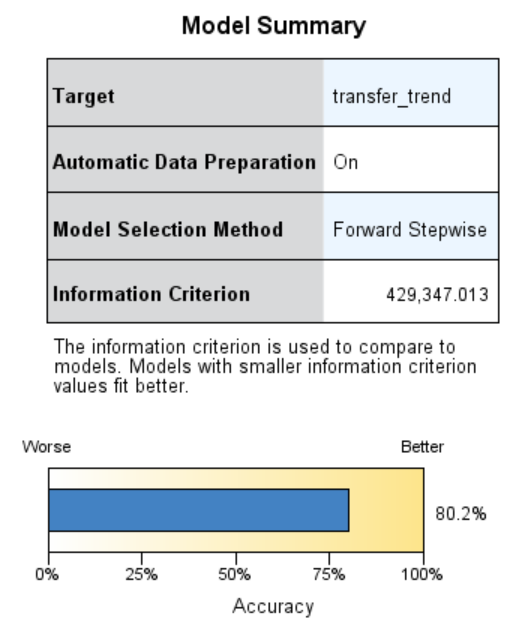 Model Summary
Target transfer_trend
Automatic Data Preparation On
Model Selection Method Forward Stepwise
Information Criterion 429,347.013
The information criterion is used to compare to
models. Models with smaller information criterion
values fit better.
Worse Better
80.2%
0% 25% 50% 75% 100%
Accuracy